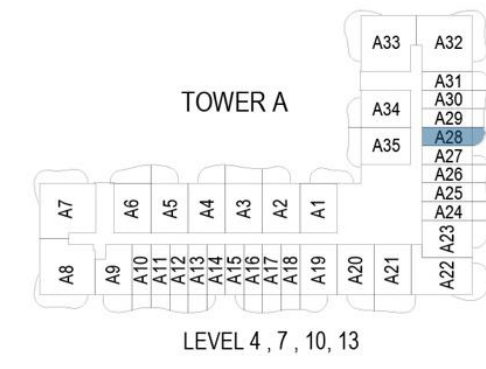 A33 A32
A31
A30
TOWER A
A34
A29
A28
A35
A27
A26
A25
A24
A7 A6 A5 A4 A3 A2 A1
A23
A8 A9 A10 A11 A12 A13 A14 A15 A16 A17 A18 A19 A20 A21 A22
LEVEL 4 , 7 , 10, 13